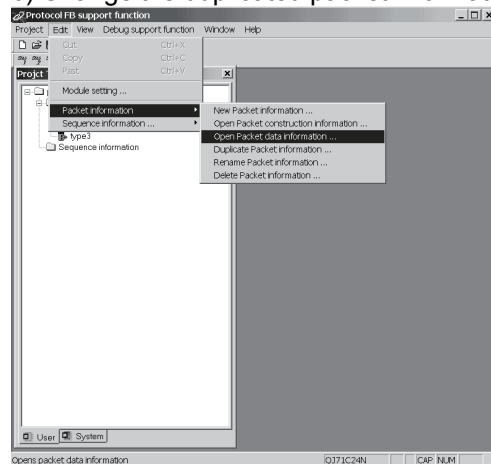 Protocol FB support function
Project Edit View Debug support function Window Help
Cut Ctrl+X
Copy Ctrl+C
Past Ctrl+V
Module setting ...
Packet information
Sequence information ...
New Packet information ...
Open Packet construction information ...
Open Packet data information ...
Duplicate Packet information ...
Rename Packet information ...
Delete Packet information ...
Projct
type3
Sequence information
User System
Opens packet data information QJ71C24N CAP NUM